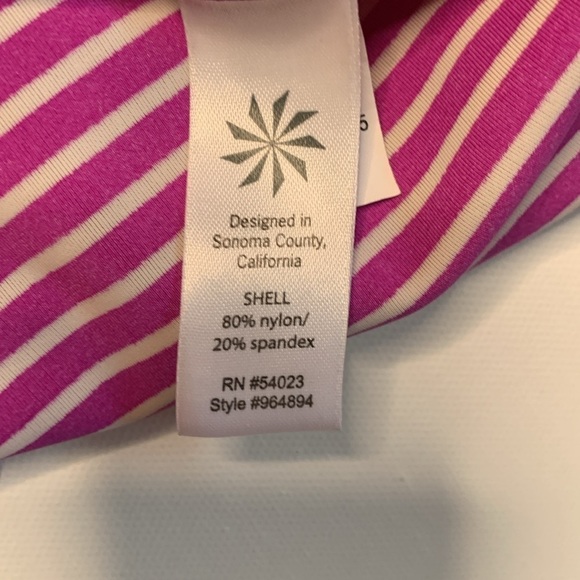 Designed in
Sonoma County,
California
SHELL
80% nylon/
20% spandex
RN #54023
Style #964894